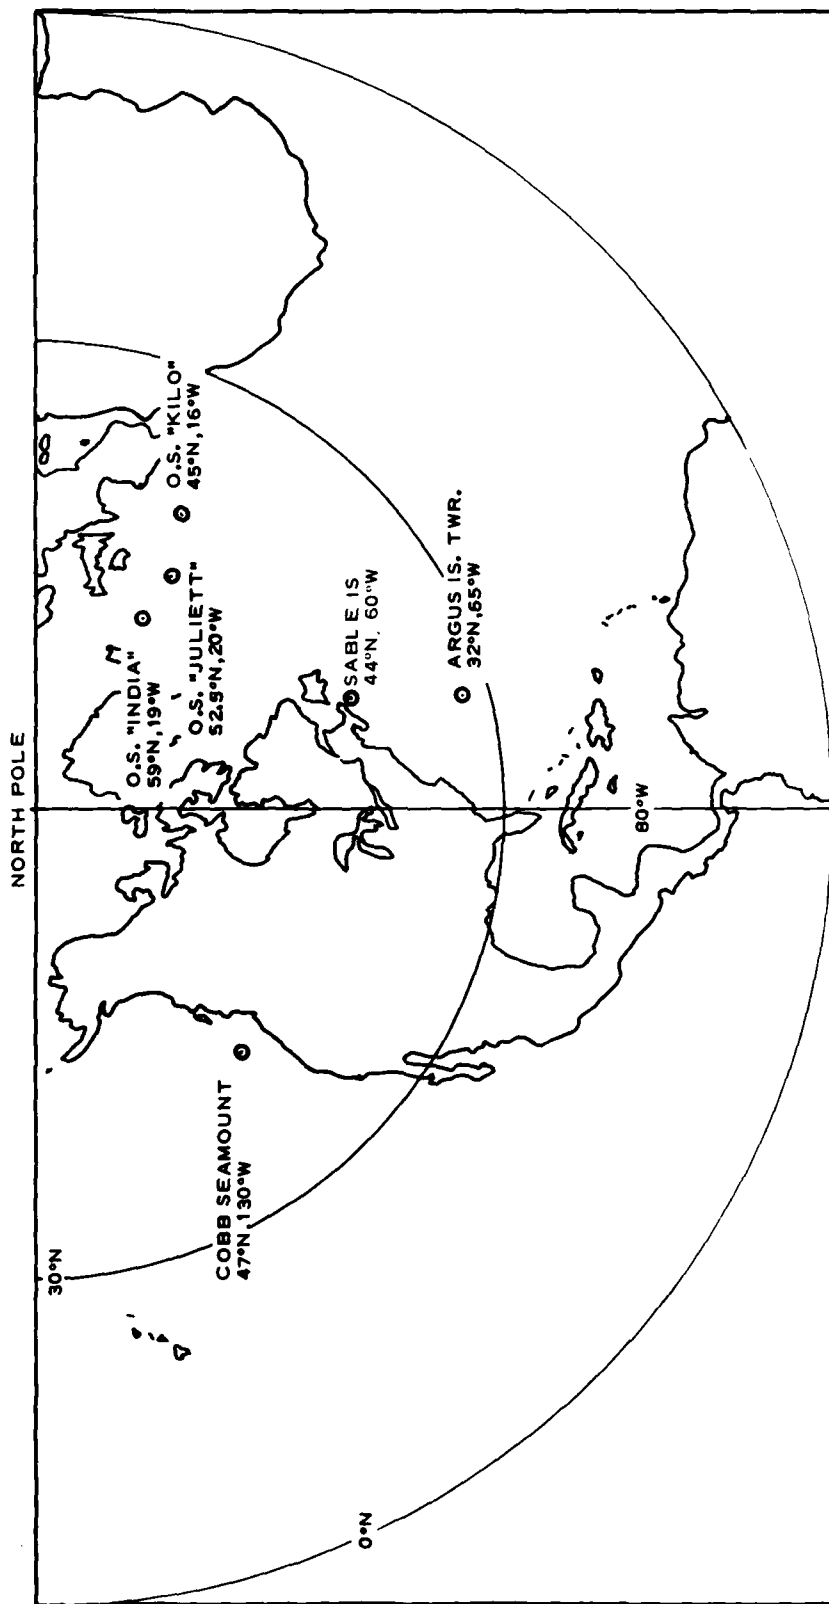 NORTH POLE
O.S. "INDIA"
59°N, 19°W
O.S. "JULIETT"
52.5°N, 20°W
O.S. "KILO"
45°N, 16°W
SABLE IS
44°N, 60°W
ARGUS IS. TWR.
32°N, 65°W
COBB SEAMOUNT
47°N, 130°W
30°N
80°W
0°N